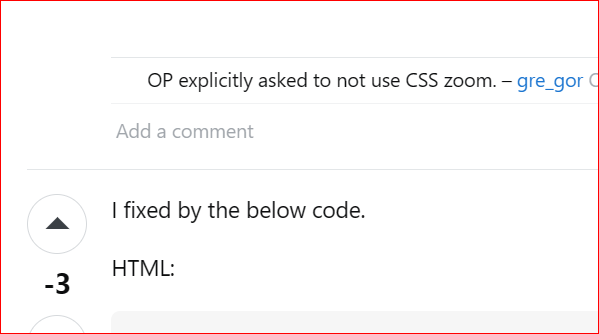 OP explicitly asked to not use CSS zoom. – gre_gor
Add a comment
I fixed by the below code.
-3
HTML: